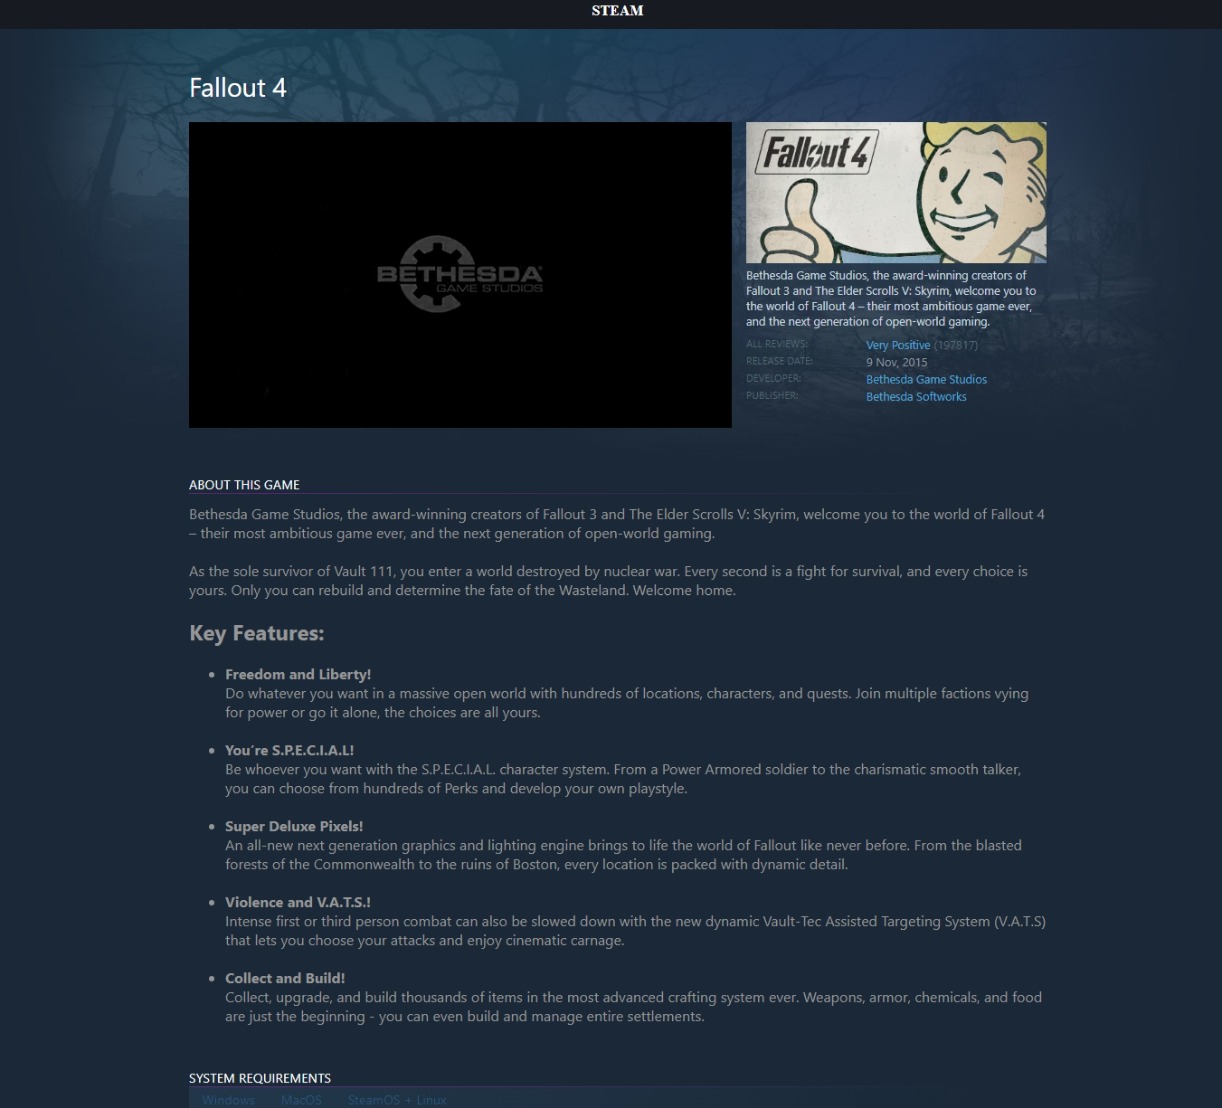 STEAM
Fallout 4
BETHESDA
GAME STUDIOS
Fallout 4
Bethesda Game Studios, the award-winning creators of
Fallout 3 and The Elder Scrolls V: Skyrim, welcome you to
the world of Fallout 4 – their most ambitious game ever,
and the next generation of open-world gaming.
ALL REVIEWS: Very Positive (197817)
RELEASE DATE: 9 Nov, 2015
DEVELOPER: Bethesda Game Studios
PUBLISHER: Bethesda Softworks
ABOUT THIS GAME
Bethesda Game Studios, the award-winning creators of Fallout 3 and The Elder Scrolls V: Skyrim, welcome you to the world of Fallout 4
– their most ambitious game ever, and the next generation of open-world gaming.
As the sole survivor of Vault 111, you enter a world destroyed by nuclear war. Every second is a fight for survival, and every choice is
yours. Only you can rebuild and determine the fate of the Wasteland. Welcome home.
Key Features:
• Freedom and Liberty!
Do whatever you want in a massive open world with hundreds of locations, characters, and quests. Join multiple factions vying
for power or go it alone, the choices are all yours.
• You’re S.P.E.C.I.A.L!
Be whoever you want with the S.P.E.C.I.A.L. character system. From a Power Armored soldier to the charismatic smooth talker,
you can choose from hundreds of Perks and develop your own playstyle.
• Super Deluxe Pixels!
An all-new next generation graphics and lighting engine brings to life the world of Fallout like never before. From the blasted
forests of the Commonwealth to the ruins of Boston, every location is packed with dynamic detail.
• Violence and V.A.T.S.!
Intense first or third person combat can also be slowed down with the new dynamic Vault-Tec Assisted Targeting System (V.A.T.S)
that lets you choose your attacks and enjoy cinematic carnage.
• Collect and Build!
Collect, upgrade, and build thousands of items in the most advanced crafting system ever. Weapons, armor, chemicals, and food
are just the beginning - you can even build and manage entire settlements.
SYSTEM REQUIREMENTS
Windows MacOS SteamOS + Linux